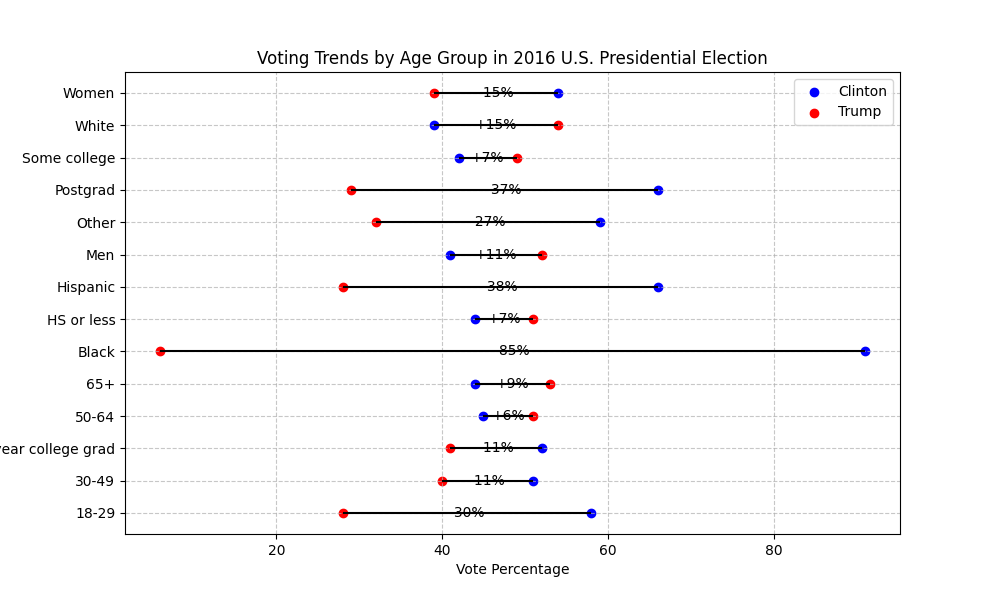 Voting Trends by Age Group in 2016 U.S. Presidential Election
Clinton
Trump
Women
-15%
White
+15%
Some college
+7%
Postgrad
-37%
Other
-27%
Men
+11%
Hispanic
-38%
HS or less
+7%
Black
-85%
65+
+9%
50-64
+6%
year college grad
-11%
30-49
-11%
18-29
-30%
20
40
60
80
Vote Percentage